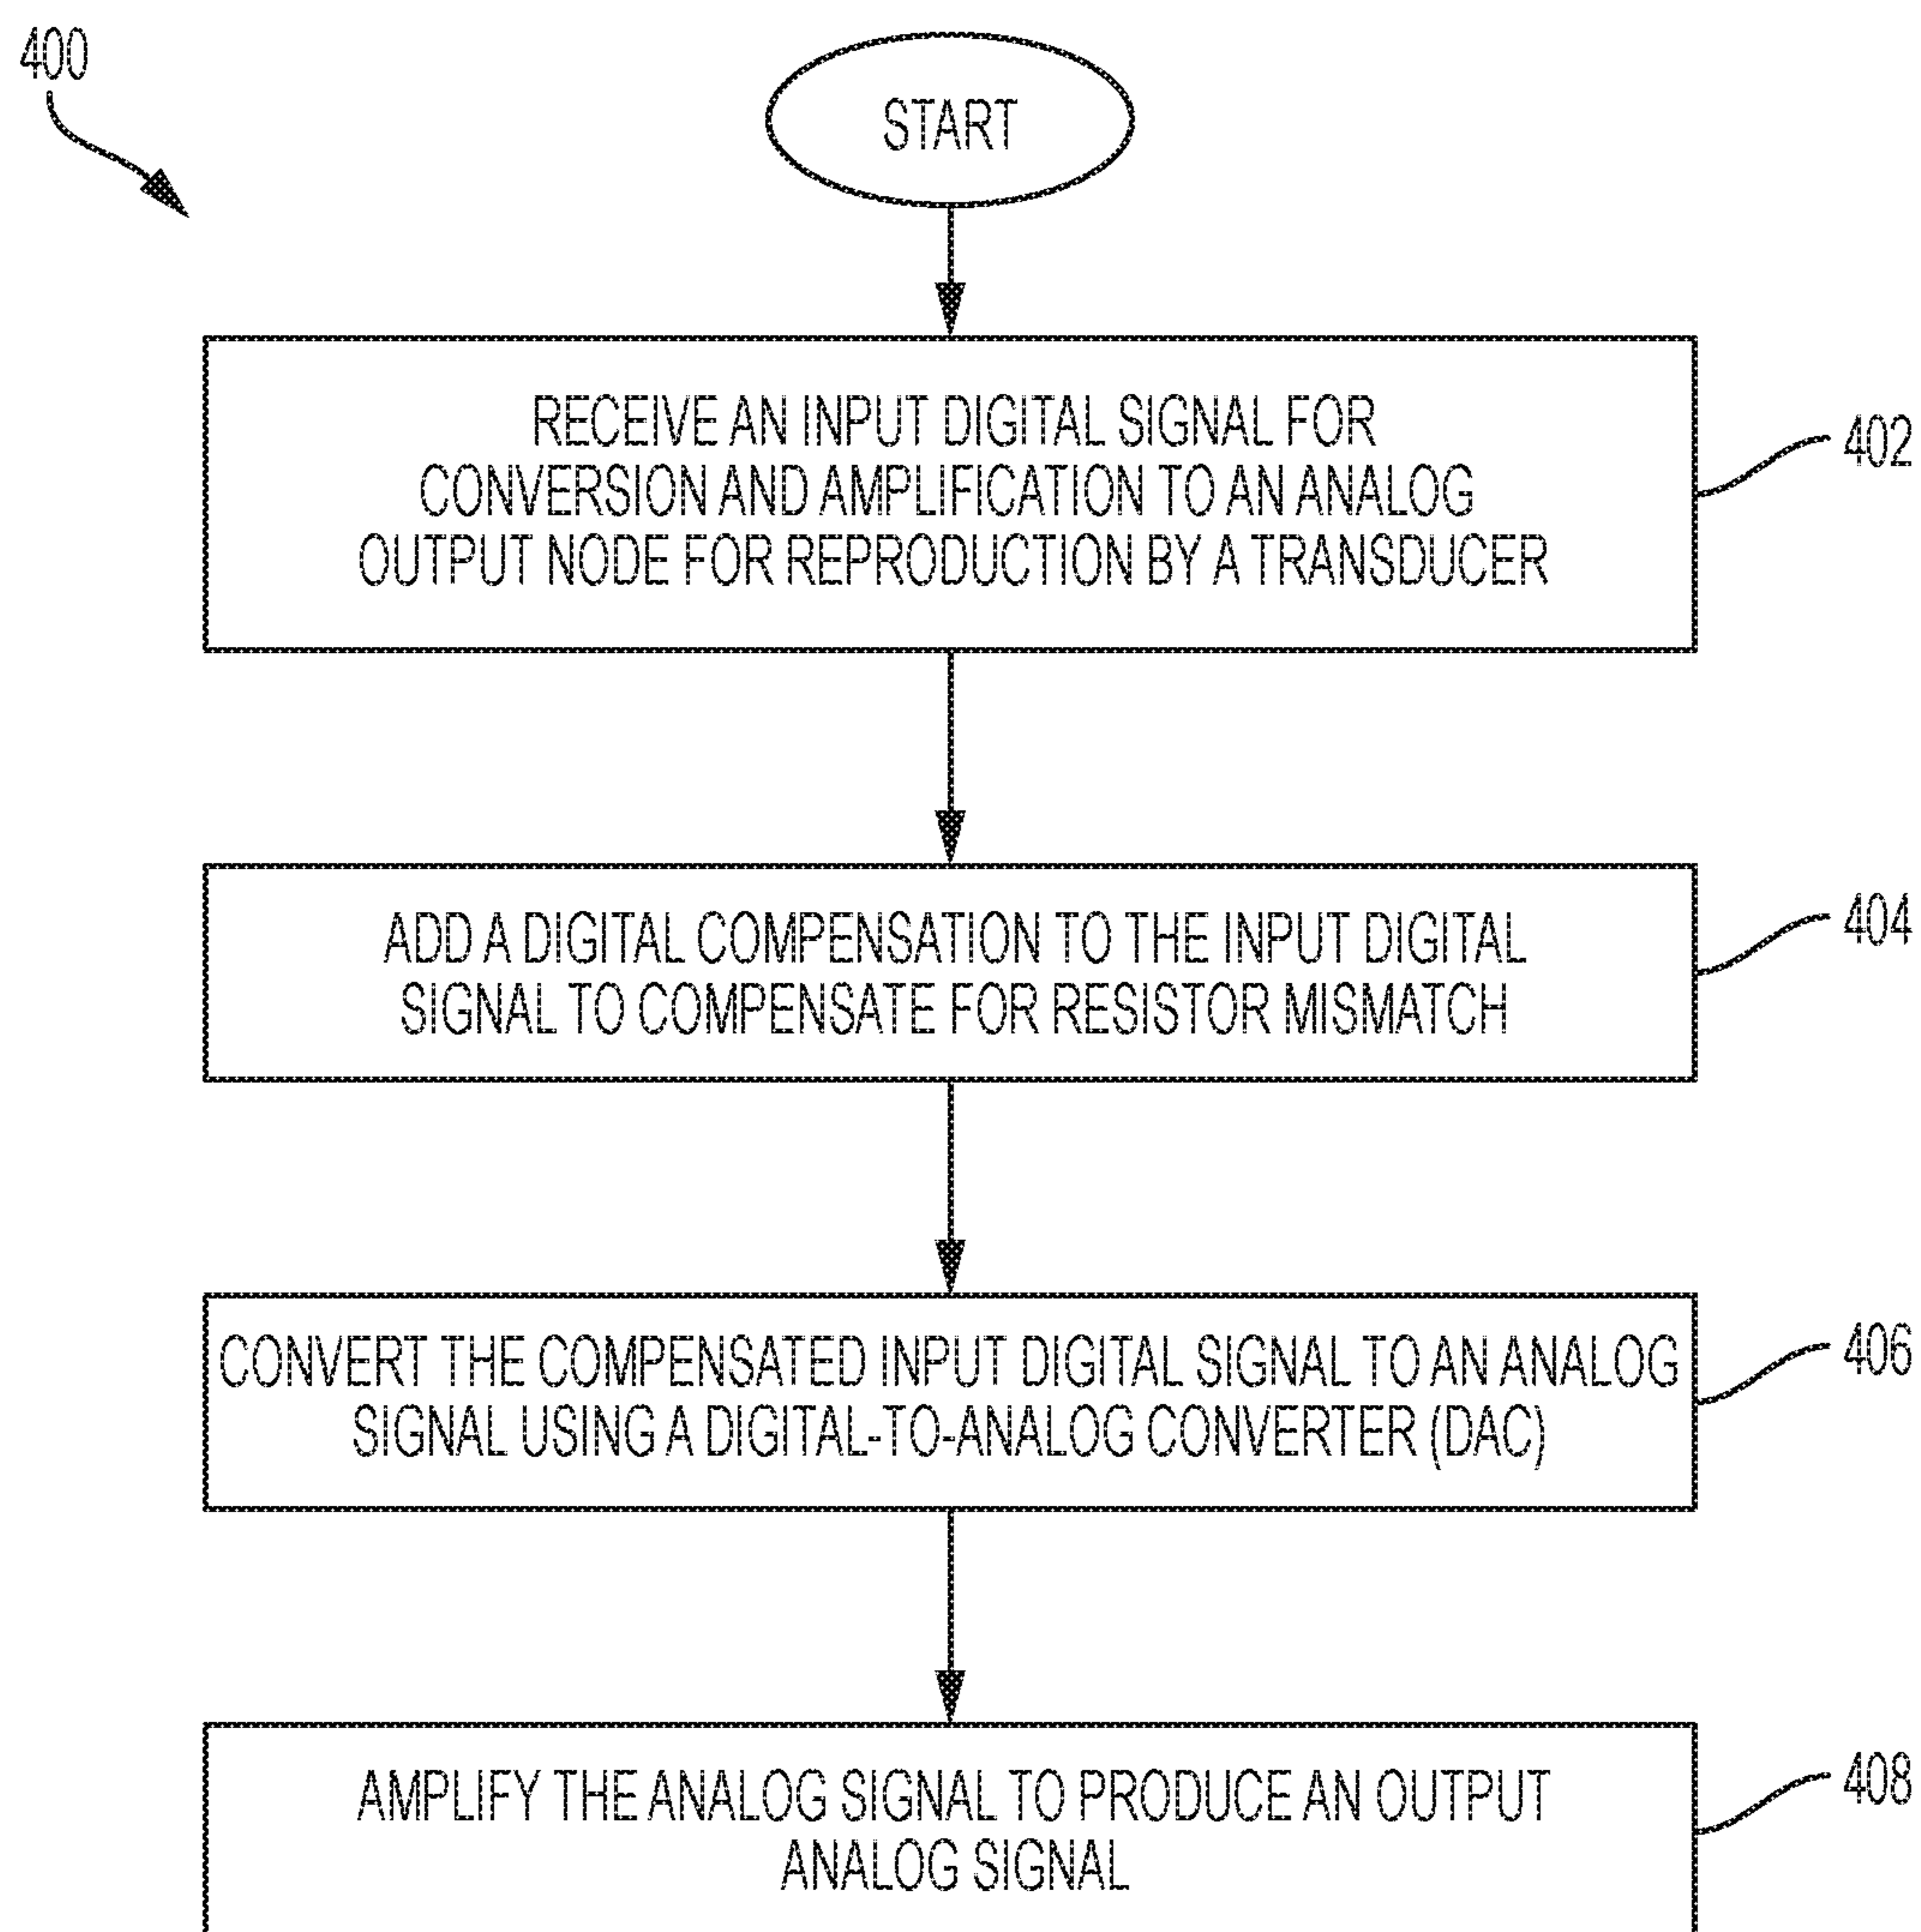 400
START
RECEIVE AN INPUT DIGITAL SIGNAL FOR
CONVERSION AND AMPLIFICATION TO AN ANALOG
OUTPUT NODE FOR REPRODUCTION BY A TRANSDUCER
402
ADD A DIGITAL COMPENSATION TO THE INPUT DIGITAL
SIGNAL TO COMPENSATE FOR RESISTOR MISMATCH
404
CONVERT THE COMPENSATED INPUT DIGITAL SIGNAL TO AN ANALOG
SIGNAL USING A DIGITAL-TO-ANALOG CONVERTER (DAC)
406
AMPLIFY THE ANALOG SIGNAL TO PRODUCE AN OUTPUT
ANALOG SIGNAL
408